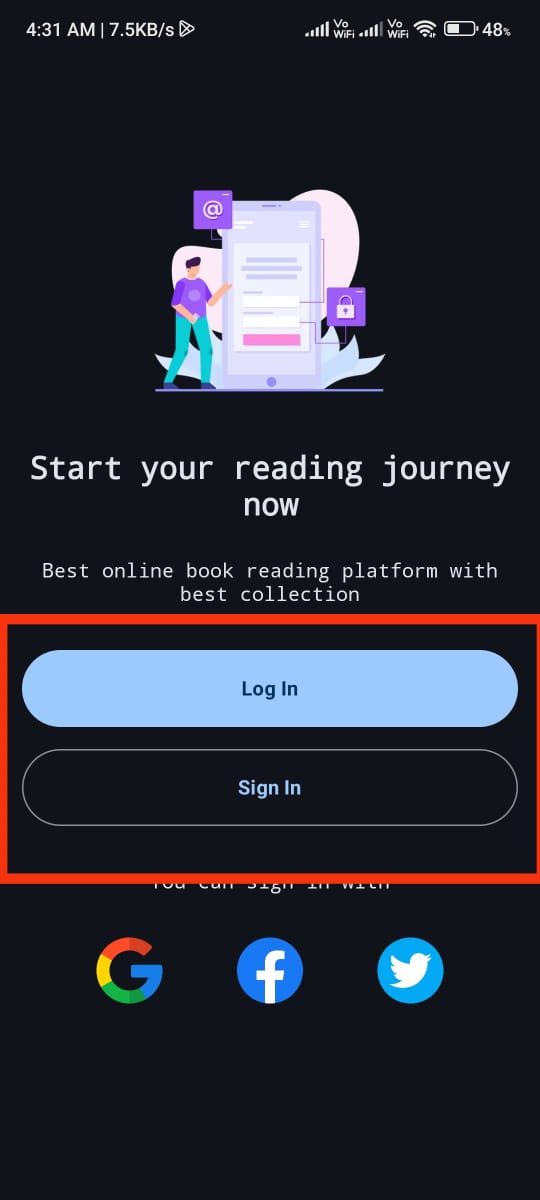 4:31 AM | 7.5KB/s
Vo
WiFi
Vo
WiFi
48%
@
Start your reading journey
now
Best online book reading platform with
best collection
Log In
Sign In
You can sign in with